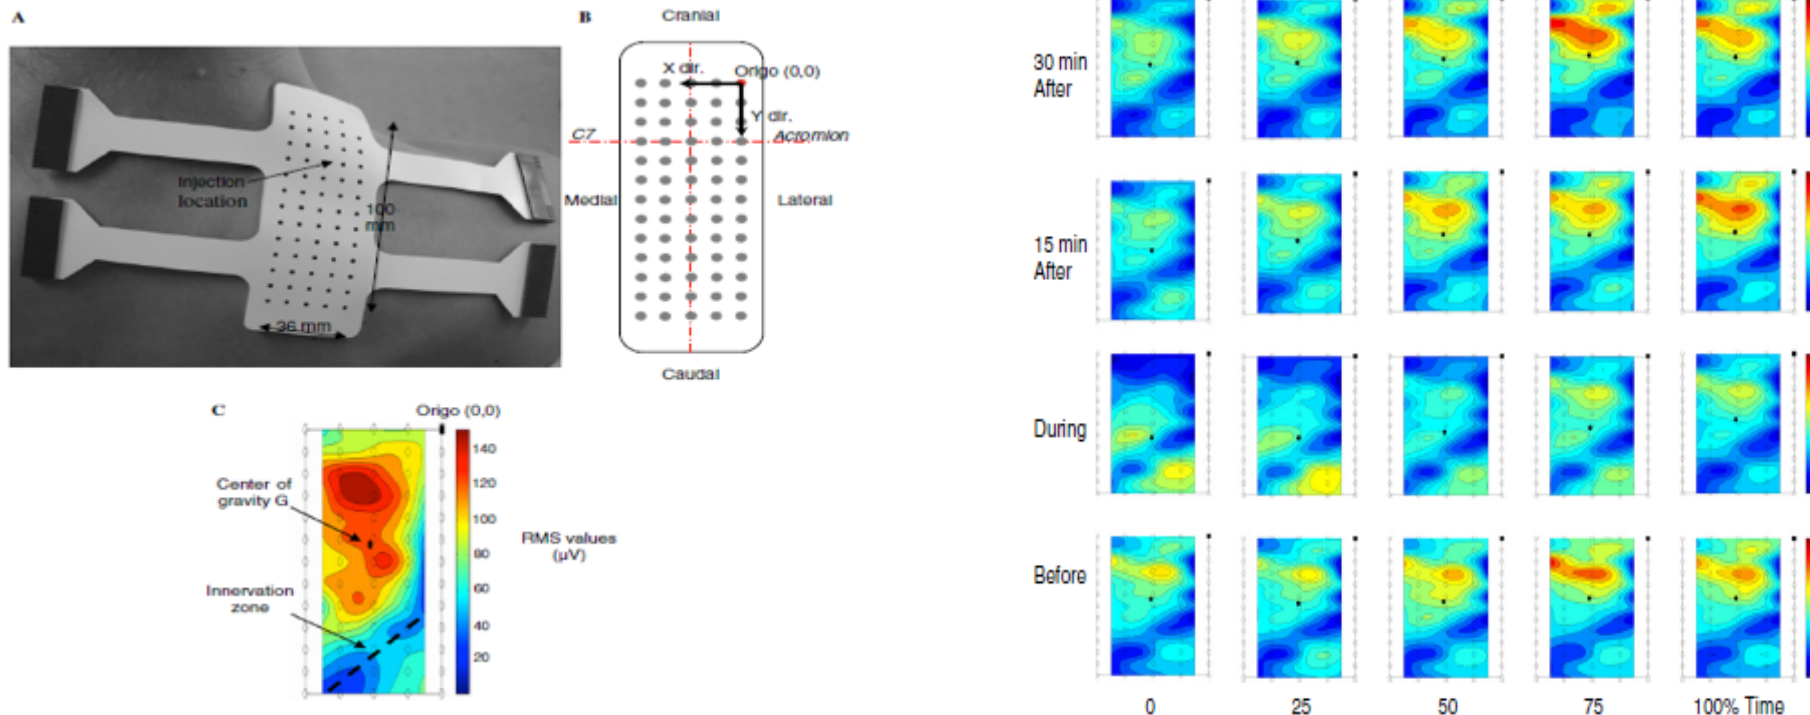 A
Injection
location
100
mm
36 mm
B
Cranial
X dir.
Origo (0,0)
Y dir.
C7
Acromion
Medial
Lateral
Caudal
C
Origo (0,0)
Center of
gravity G
Innervation
zone
140
120
100
80
60
40
20
RMS values
(µV)
30 min
After
15 min
After
During
Before
0
25
50
75
100% Time